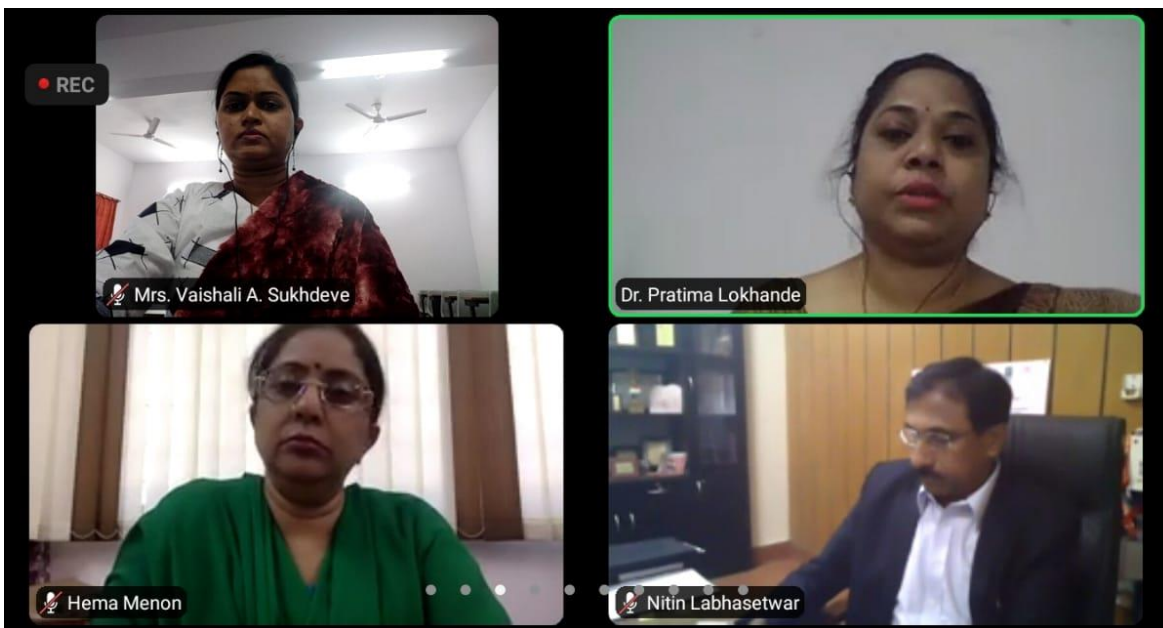 REC
Mrs. Vaishali A. Sukhdeve
Dr. Pratima Lokhande
Hema Menon
Nitin Labhasetwar